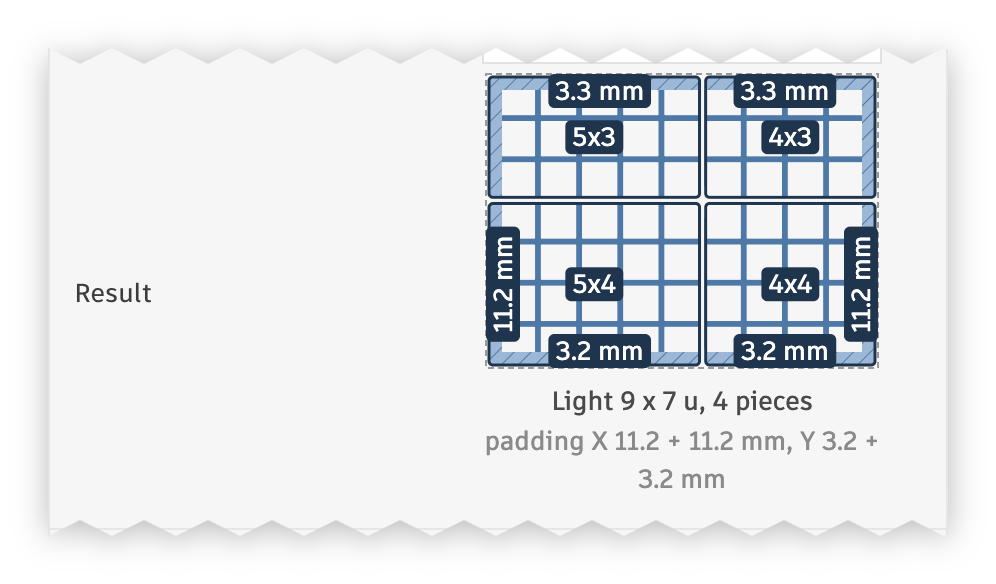 3.3 mm 3.3 mm
5x3 4x3
11.2 mm 5x4 4x4 11.2 mm
Result
3.2 mm 3.2 mm
Light 9 x 7 u, 4 pieces
padding X 11.2 + 11.2 mm, Y 3.2 +
3.2 mm